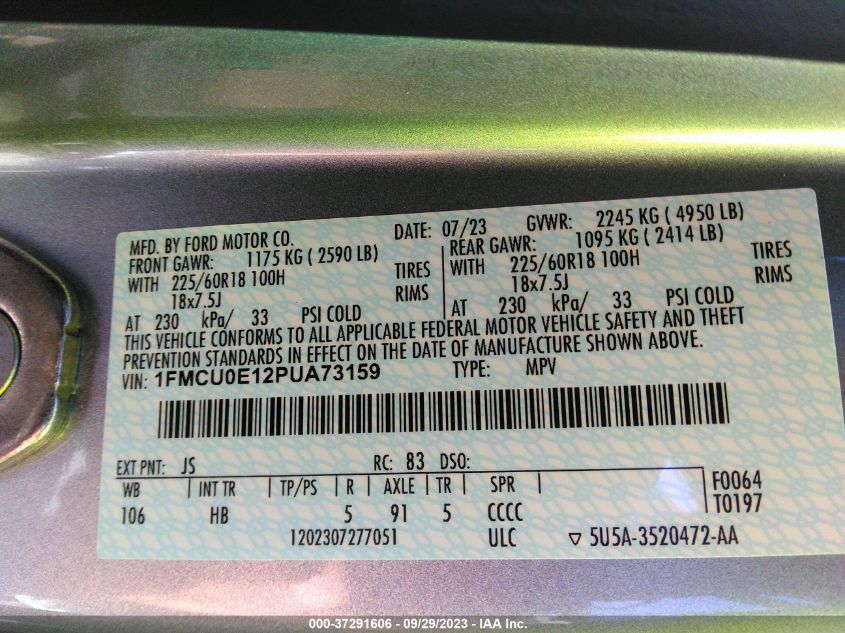 MFD. BY FORD MOTOR CO. DATE: 07/23 GVWR: 2245 KG ( 4950 LB)
FRONT GAWR: 1175 KG ( 2590 LB) REAR GAWR: 1095 KG ( 2414 LB)
WITH 225/60R18 100H TIRES WITH 225/60R18 100H TIRES
18x7.5J RIMS 18x7.5J RIMS
AT 230 kPa/ 33 PSI COLD AT 230 kPa/ 33 PSI COLD
THIS VEHICLE CONFORMS TO ALL APPLICABLE FEDERAL MOTOR VEHICLE SAFETY AND THEFT
PREVENTION STANDARDS IN EFFECT ON THE DATE OF MANUFACTURE SHOWN ABOVE.
VIN: 1FMCU0E12PUA73159 TYPE: MPV
EXT PNT: JS RC: 83 DSO:
WB INT TR TP/PS R AXLE TR SPR F0064
106 HB 5 91 5 CCCC T0197
1202307277051 ULC ▽ 5U5A-3520472-AA
000-37291606 / 09/29/2023 - IAA Inc.